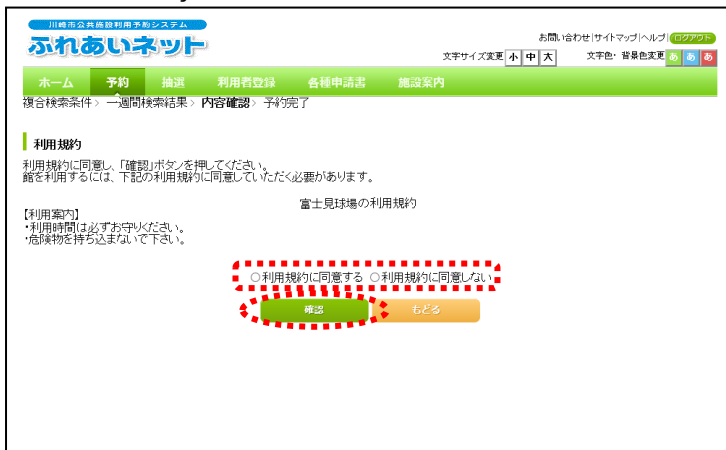 川崎市公共施設利用予約システム
ふれあいネット
お問い合わせ|サイトマップ|ヘルプ|ログアウト
文字サイズ変更 小 中 大 文字色・背景色変更 あ あ あ
ホーム 予約 抽選 利用者登録 各種申請書 施設案内
複合検索条件> 一週間検索結果> 内容確認> 予約完了
利用規約
利用規約に同意し、「確認」ボタンを押してください。
館を利用するには、下記の利用規約に同意していただく必要があります。
富士見球場の利用規約
【利用案内】
・利用時間は必ずお守りください。
・危険物を持ち込まないで下さい。
○利用規約に同意する ○利用規約に同意しない
確認 もどる